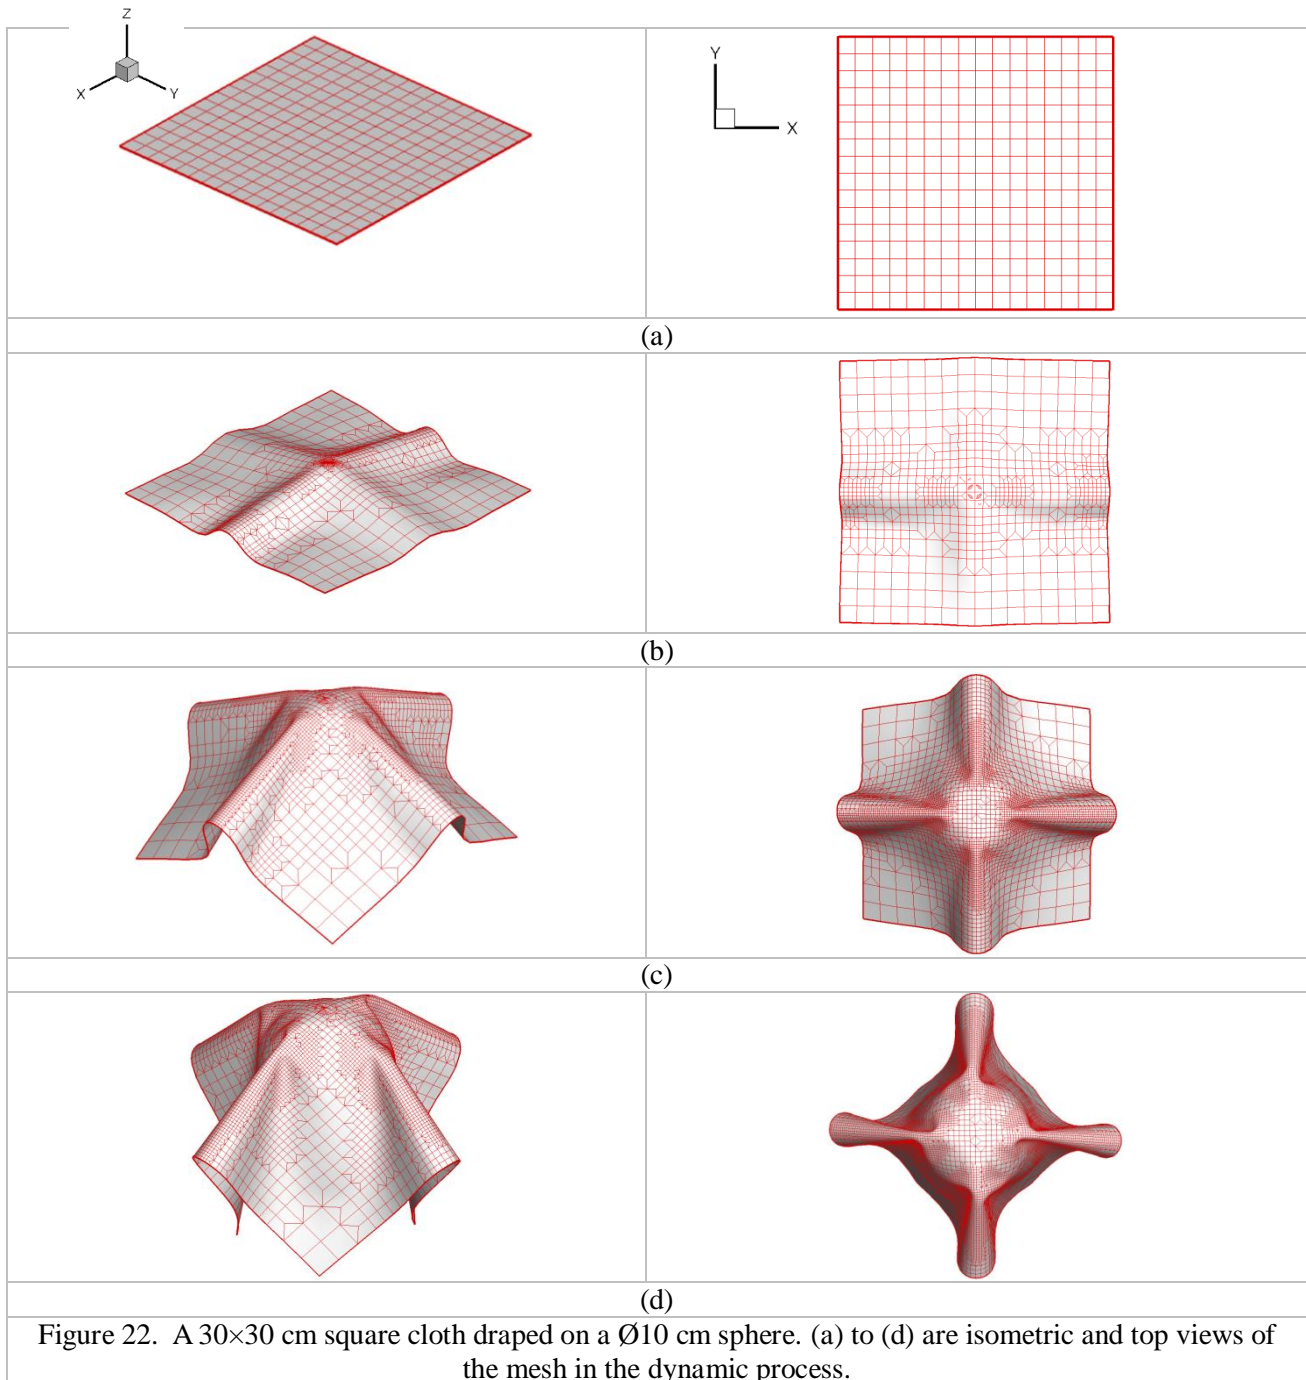 Z
X
Y
Y
X
(a)
(b)
(c)
(d)
Figure 22.  A 30×30 cm square cloth draped on a Ø10 cm sphere. (a) to (d) are isometric and top views of
the mesh in the dynamic process.